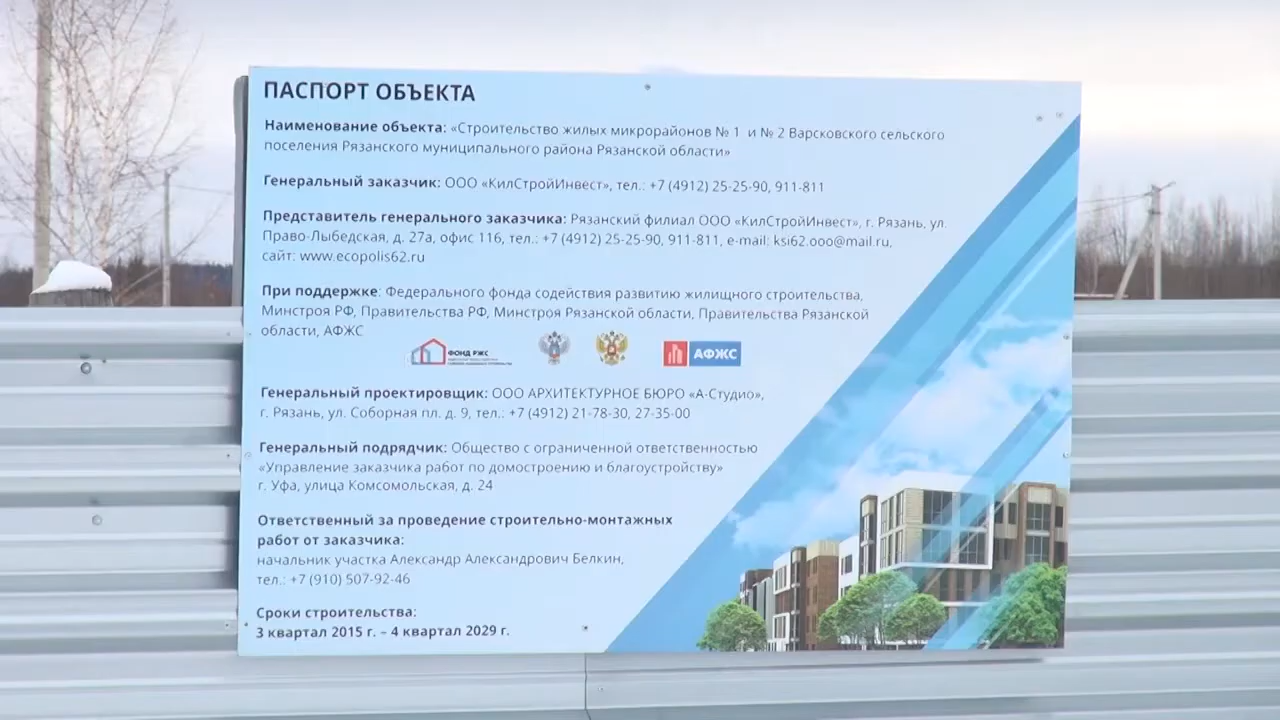 ПАСПОРТ ОБЪЕКТА
Наименование объекта: «Строительство жилых микрорайонов № 1 и № 2 Варсковского сельского
поселения Рязанского муниципального района Рязанской области»
Генеральный заказчик: ООО «КилСтройИнвест», тел.: +7 (4912) 25-25-90, 911-811
Представитель генерального заказчика: Рязанский филиал ООО «КилСтройИнвест», г. Рязань, ул.
Право-Лыбедская, д. 27а, офис 116, тел.: +7 (4912) 25-25-90, 911-811, e-mail: ksi62.ooo@mail.ru,
сайт: www.ecopolis62.ru
При поддержке: Федерального фонда содействия развитию жилищного строительства,
Минстроя РФ, Правительства РФ, Минстроя Рязанской области, Правительства Рязанской
области, АФЖС
ФОНД РЖС
АФЖС
Генеральный проектировщик: ООО АРХИТЕКТУРНОЕ БЮРО «А-Студио»,
г. Рязань, ул. Соборная пл. д. 9, тел.: +7 (4912) 21-78-30, 27-35-00
Генеральный подрядчик: Общество с ограниченной ответственностью
«Управление заказчика работ по домостроению и благоустройству»
г. Уфа, улица Комсомольская, д. 24
Ответственный за проведение строительно-монтажных
работ от заказчика:
начальник участка Александр Александрович Белкин,
тел.: +7 (910) 507-92-46
Сроки строительства:
3 квартал 2015 г. – 4 квартал 2029 г.